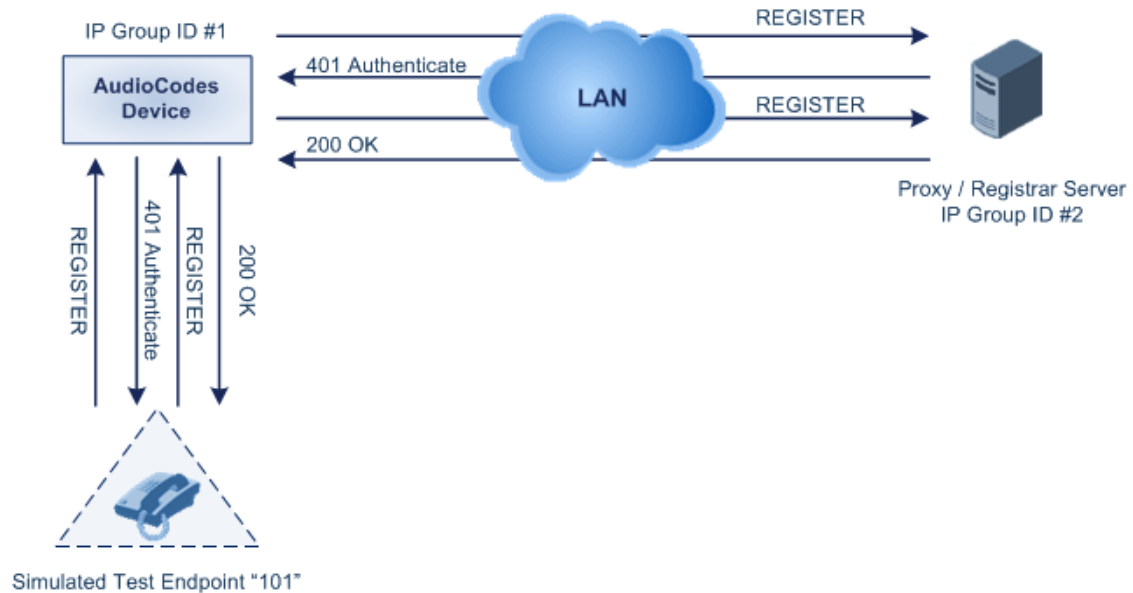 IP Group ID #1
REGISTER
401 Authenticate
AudioCodes
Device
LAN
REGISTER
200 OK
Proxy / Registrar Server
IP Group ID #2
REGISTER
401 Authenticate
REGISTER
200 OK
Simulated Test Endpoint "101"